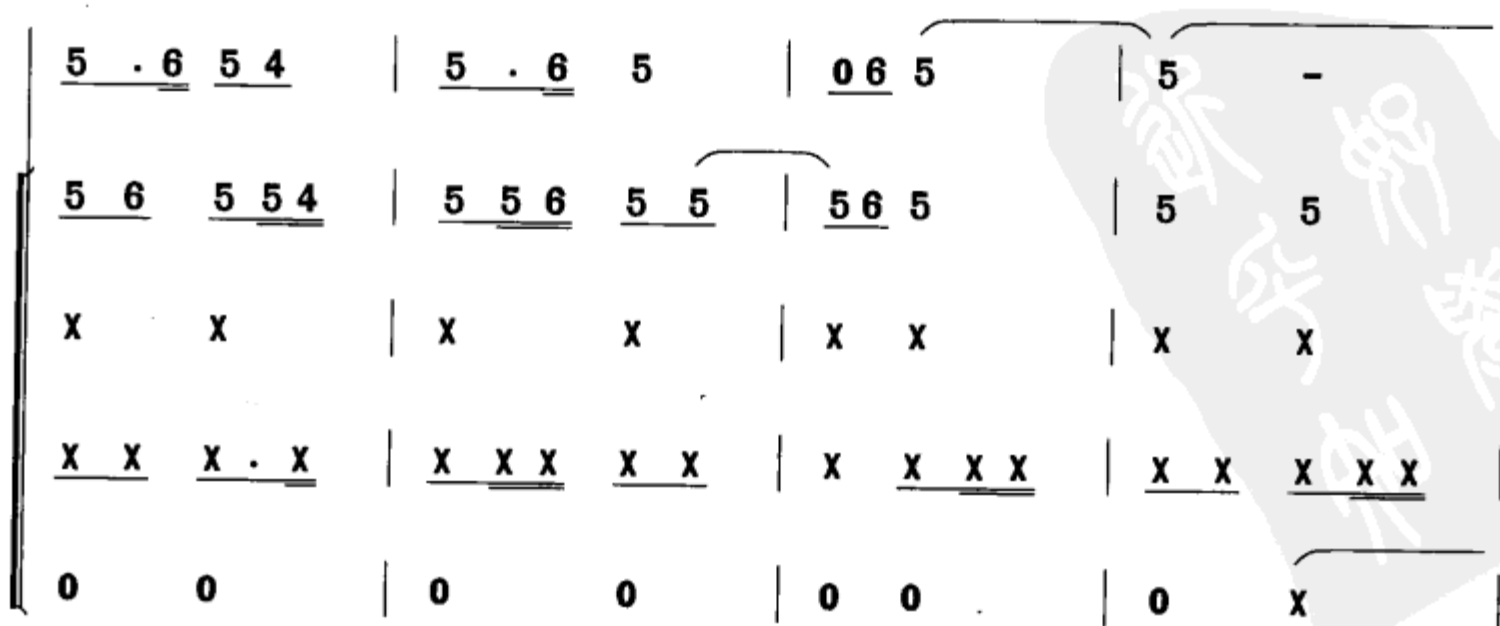 5 . 6 5 4 | 5 . 6 5 | 0 6 5 | 5 -
5 6 5 5 4 | 5 5 6 5 5 | 5 6 5 | 5 5
X X | X X | X X | X X
X X X . X | X X X X X | X X X X | X X X X X
0 0 | 0 0 | 0 0 | 0 X